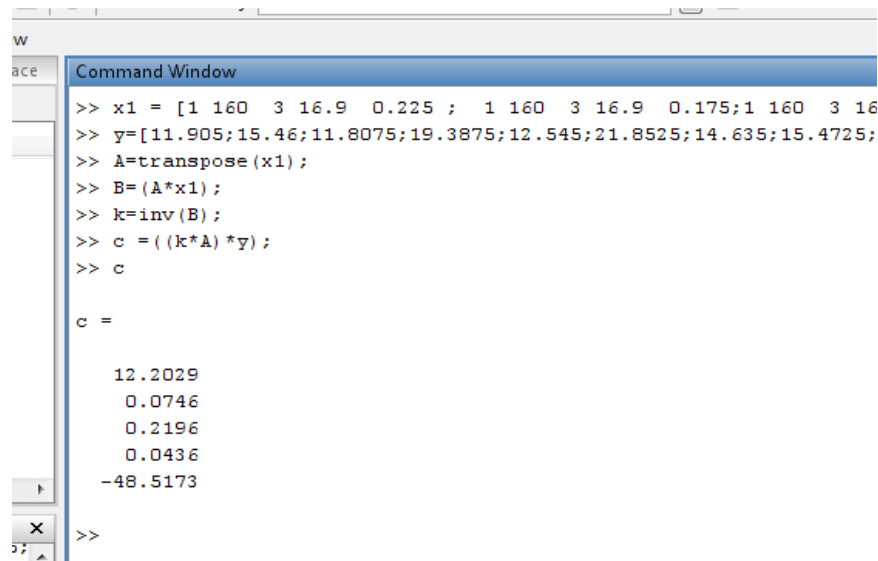 w
ace
Command Window
>> x1 = [1 160  3 16.9  0.225 ;  1 160  3 16.9  0.175;1 160  3 16
>> y=[11.905;15.46;11.8075;19.3875;12.545;21.8525;14.635;15.4725;
>> A=transpose(x1);
>> B=(A*x1);
>> k=inv(B);
>> c =((k*A)*y);
>> c
c =
12.2029
0.0746
0.2196
0.0436
-48.5173
>>